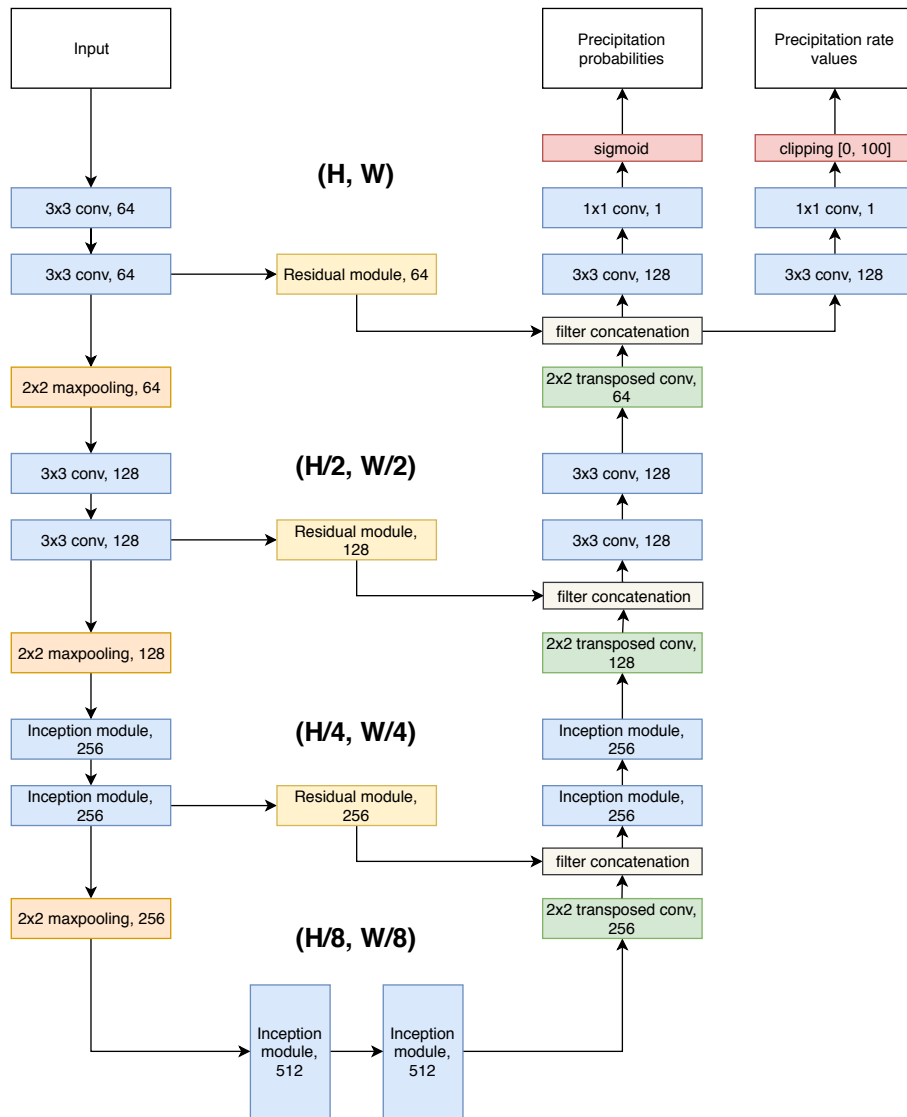 Input
Precipitation
probabilities
Precipitation rate
values
sigmoid
clipping [0, 100]
(H, W)
3x3 conv, 64
1x1 conv, 1
1x1 conv, 1
3x3 conv, 64
Residual module, 64
3x3 conv, 128
3x3 conv, 128
filter concatenation
2x2 maxpooling, 64
2x2 transposed conv,
64
(H/2, W/2)
3x3 conv, 128
3x3 conv, 128
3x3 conv, 128
Residual module,
128
3x3 conv, 128
filter concatenation
2x2 maxpooling, 128
2x2 transposed conv,
128
(H/4, W/4)
Inception module,
256
Inception module,
256
Inception module,
256
Residual module,
256
Inception module,
256
filter concatenation
2x2 maxpooling, 256
2x2 transposed conv,
256
(H/8, W/8)
Inception
module,
512
Inception
module,
512